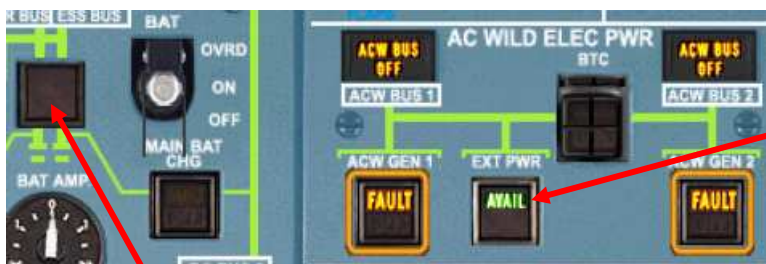 R BUS ESS BUS
BAT
OVRD
ON
OFF
MAIN BAT
CHG
BAT AMP.
AC WILD ELEC PWR
BTC
ACW BUS
OFF
ACW BUS
OFF
ACW BUS 1
ACW BUS 2
ACW GEN 1
EXT PWR
ACW GEN 2
FAULT
AVAIL
FAULT